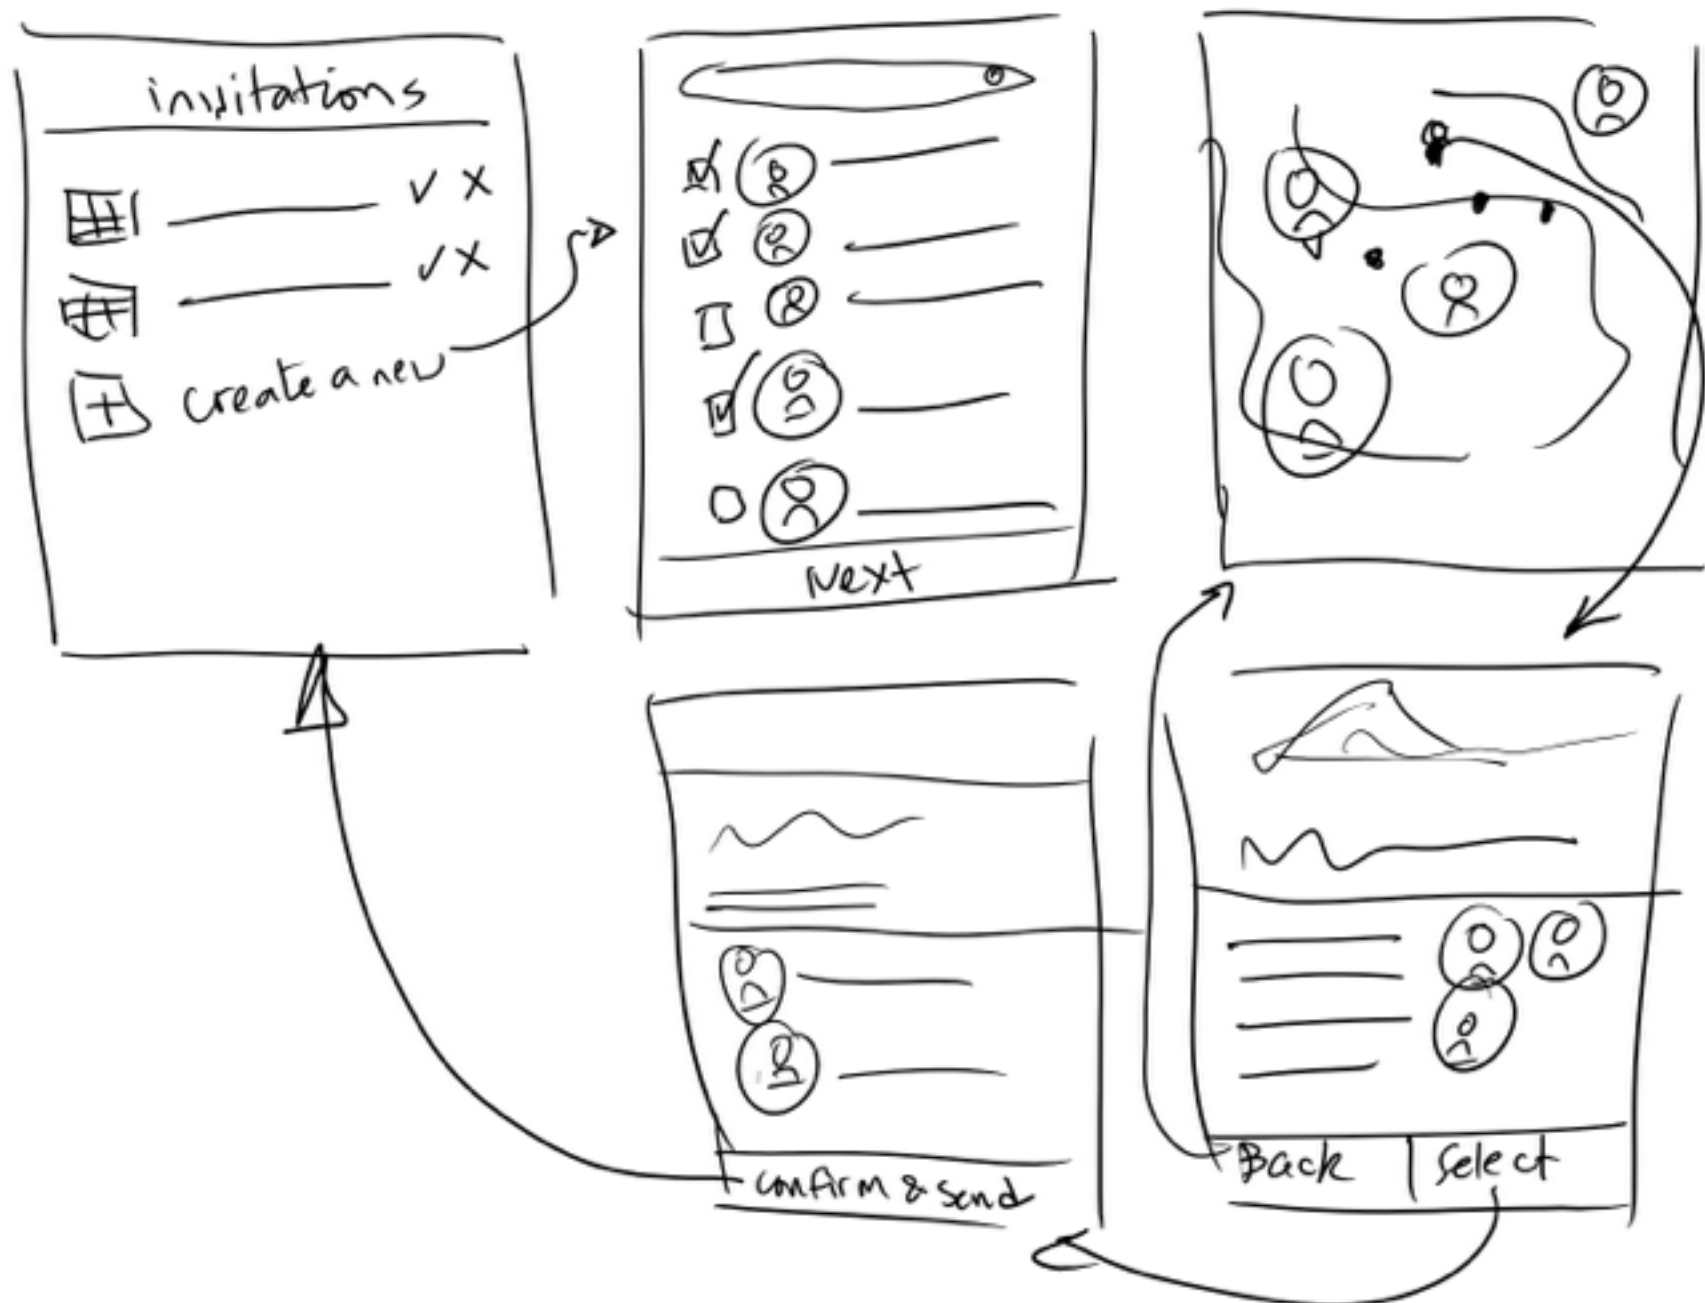 invitations
create a new
Next
Back
Select
confirm & send